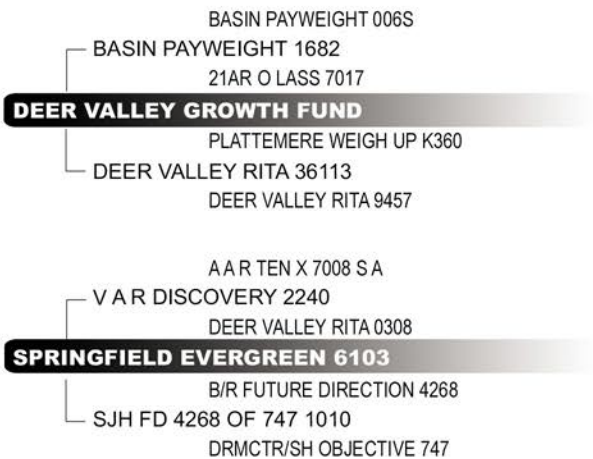 BASIN PAYWEIGHT 006S
BASIN PAYWEIGHT 1682
21AR O LASS 7017
DEER VALLEY GROWTH FUND
PLATTEMERE WEIGH UP K360
DEER VALLEY RITA 36113
DEER VALLEY RITA 9457
A A R TEN X 7008 S A
V A R DISCOVERY 2240
DEER VALLEY RITA 0308
SPRINGFIELD EVERGREEN 6103
B/R FUTURE DIRECTION 4268
SJH FD 4268 OF 747 1010
DRMCTR/SH OBJECTIVE 747